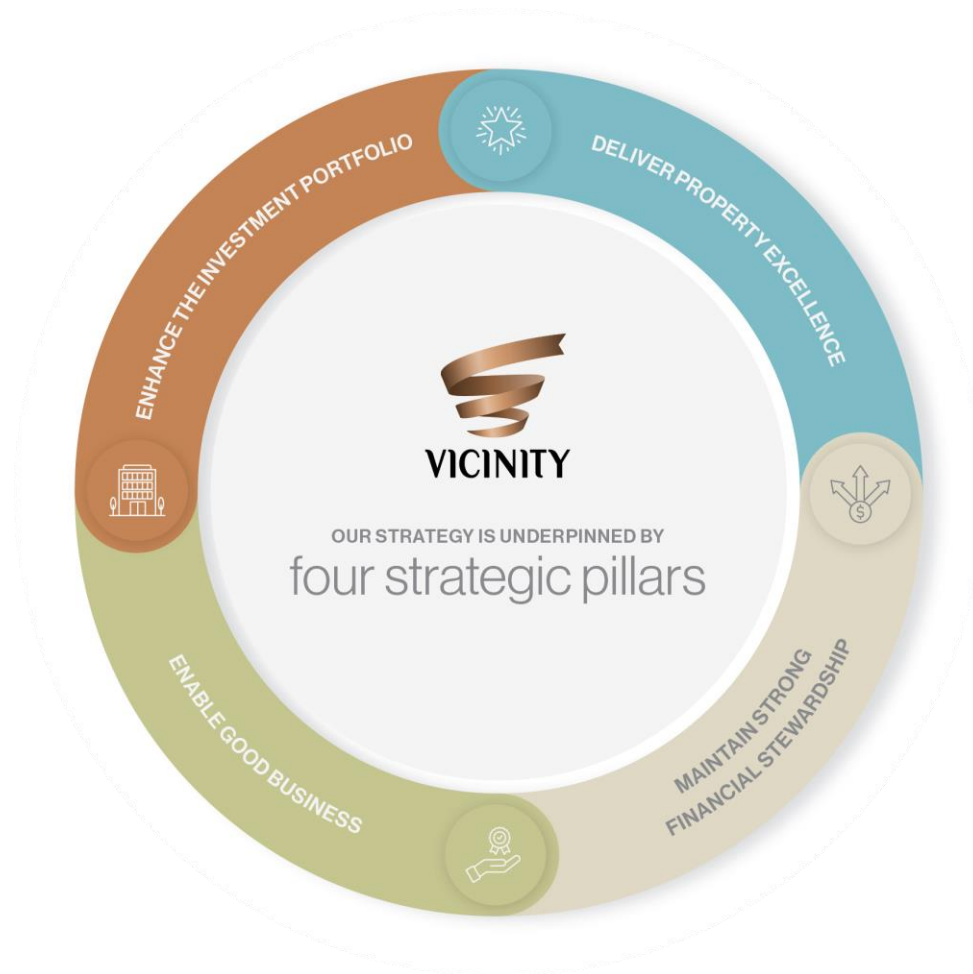 ENHANCE THE INVESTMENT PORTFOLIO
DELIVER PROPERTY EXCELLENCE
VICINITY
OUR STRATEGY IS UNDERPINNED BY
four strategic pillars
$
ENABLE GOOD BUSINESS
MAINTAIN STRONG
FINANCIAL STEWARDSHIP